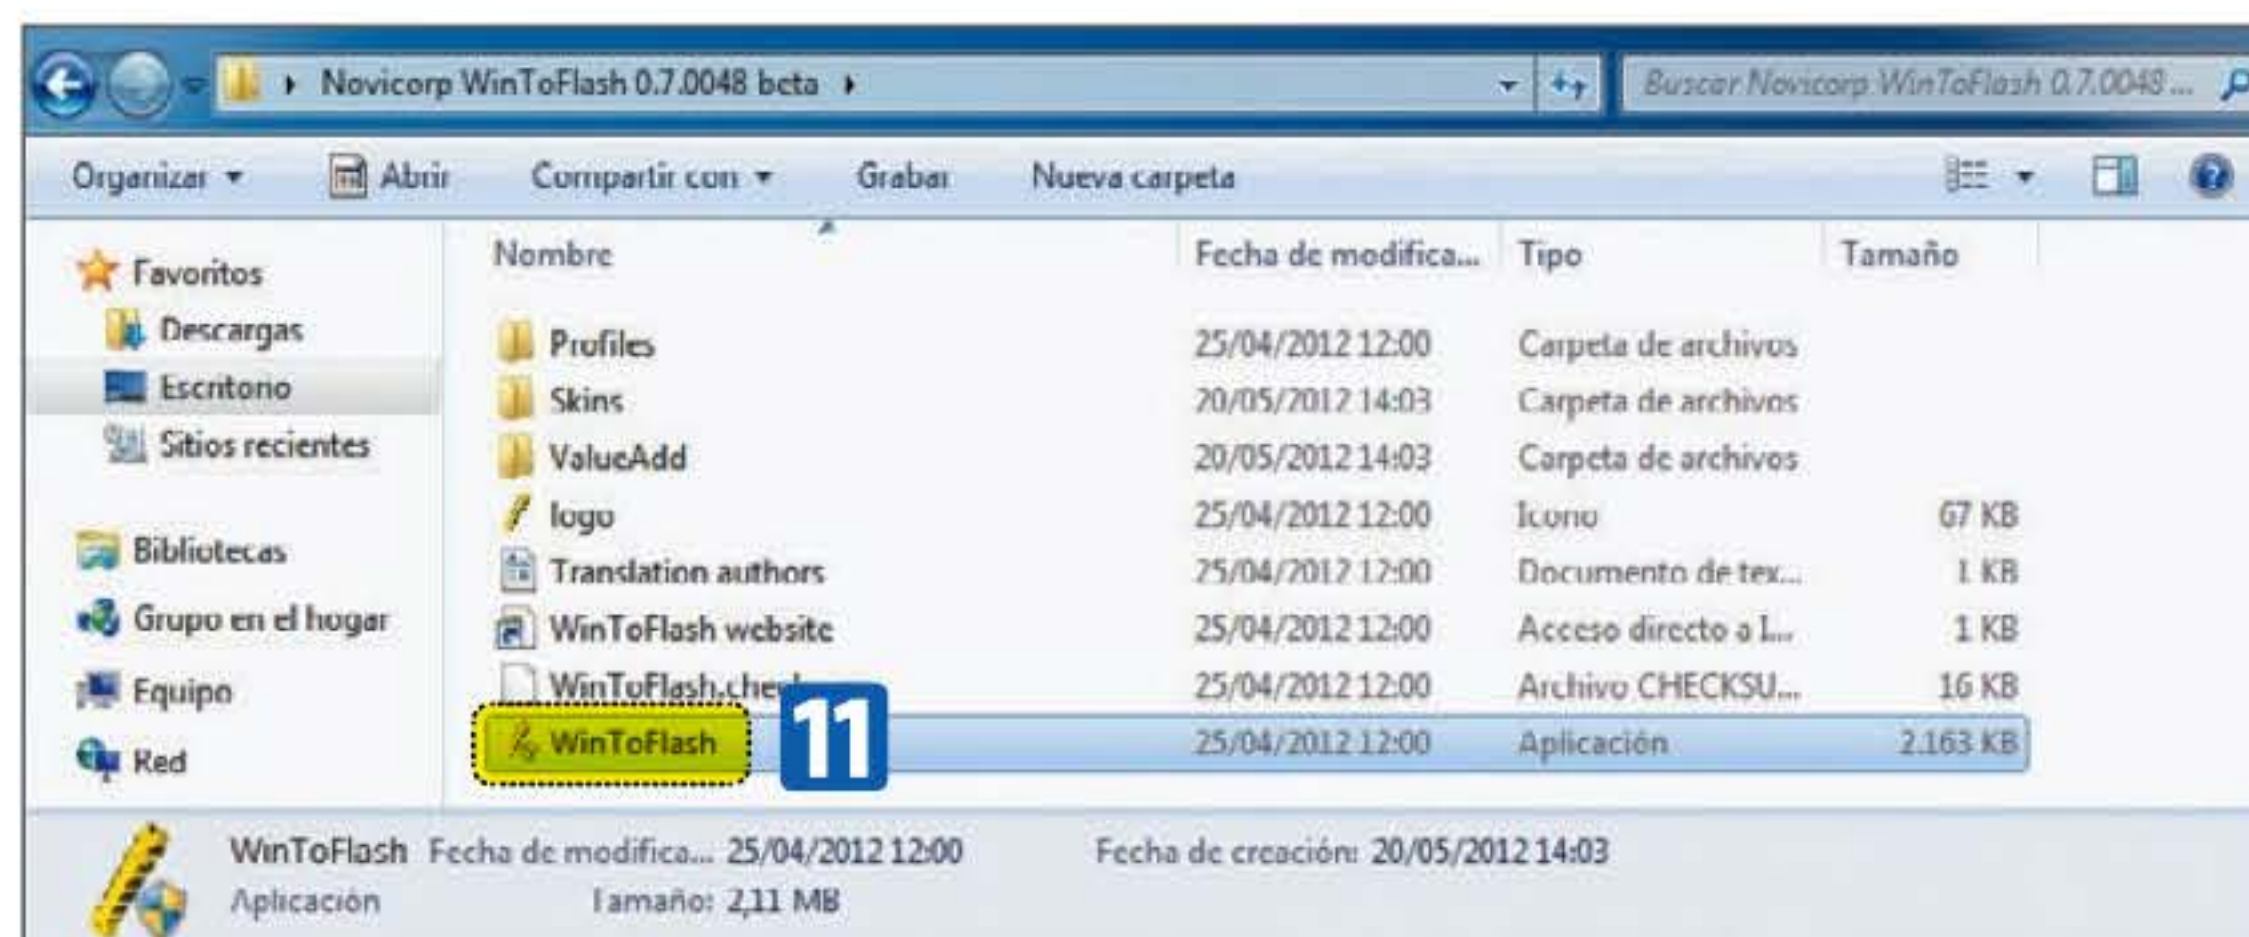 Novicorp WinToFlash 0.7.0048 beta
Buscar Novicorp WinToFlash 0.7.0048 ...
Organizar Abrir Compartir con Grabar Nueva carpeta
Nombre Fecha de modifica... Tipo Tamaño
Favoritos
Descargas
Escritorio
Sitios recientes
Bibliotecas
Grupo en el hogar
Equipo
Red
Profiles 25/04/2012 12:00 Carpeta de archivos
Skins 20/05/2012 14:03 Carpeta de archivos
ValueAdd 20/05/2012 14:03 Carpeta de archivos
logo 25/04/2012 12:00 Icono 67 KB
Translation authors 25/04/2012 12:00 Documento de tex... 1 KB
WinToFlash website 25/04/2012 12:00 Acceso directo a I... 1 KB
WinToFlash.check 25/04/2012 12:00 Archivo CHECKSU... 16 KB
WinToFlash 11 25/04/2012 12:00 Aplicación 2.163 KB
WinToFlash Fecha de modifica... 25/04/2012 12:00 Fecha de creación: 20/05/2012 14:03
Aplicación Tamaño: 2,11 MB